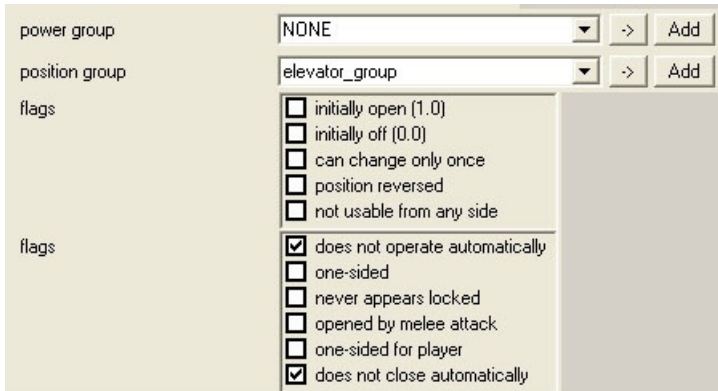 power group NONE -> Add
position group elevator_group -> Add
flags initially open (1.0)
initially off (0.0)
can change only once
position reversed
not usable from any side
flags does not operate automatically
one-sided
never appears locked
opened by melee attack
one-sided for player
does not close automatically